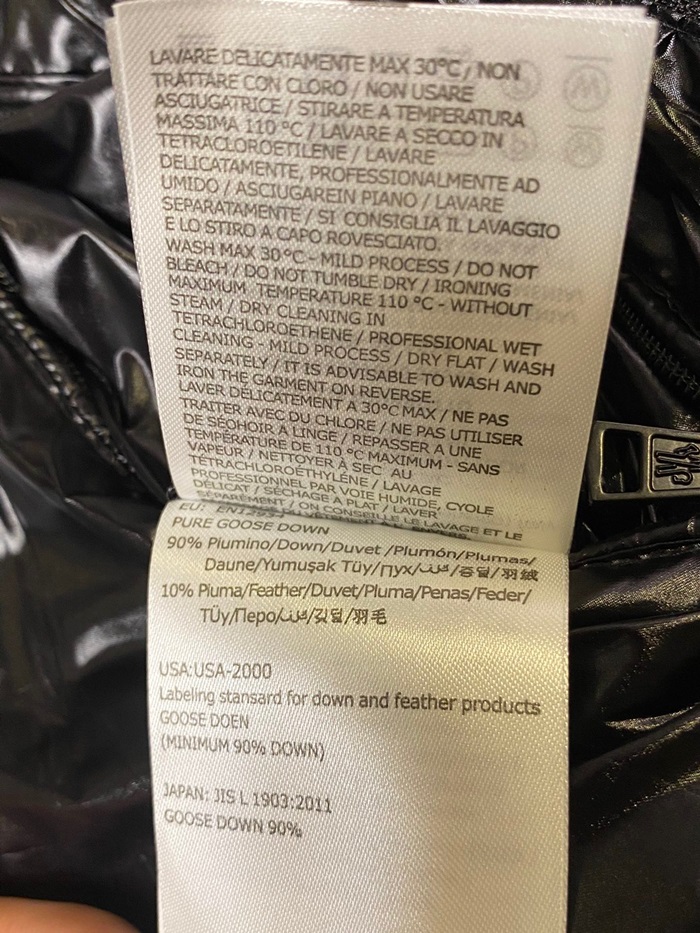 LAVARE DELICATAMENTE MAX 30°C / NON
TRATTARE CON CLORO / NON USARE
ASCIUGATRICE / STIRARE A TEMPERATURA
MASSIMA 110 °C / LAVARE A SECCO IN
TETRACLOROETILENE / LAVARE
DELICATAMENTE, PROFESSIONALMENTE AD
UMIDO / ASCIUGAREIN PIANO / LAVARE
SEPARATAMENTE / SI CONSIGLIA IL LAVAGGIO
E LO STIRO A CAPO ROVESCIATO.
WASH MAX 30°C - MILD PROCESS / DO NOT
BLEACH / DO NOT TUMBLE DRY / IRONING
MAXIMUM TEMPERATURE 110 °C - WITHOUT
STEAM / DRY CLEANING IN
TETRACHLOROETHENE / PROFESSIONAL WET
CLEANING - MILD PROCESS / DRY FLAT / WASH
SEPARATELY / IT IS ADVISABLE TO WASH AND
IRON THE GARMENT ON REVERSE.
LAVER DELICATEMENT A 30°C MAX / NE PAS
TRAITER AVEC DU CHLORE / NE PAS UTILISER
DE SÉOHOIR A LINGE / REPASSER A UNE
TEMPÉRATURE DE 110 °C MAXIMUM - SANS
VAPEUR / NETTOYER À SEC AU
TÉTRACHLOROÉTHYLÈNE / LAVAGE
PROFESSIONNEL PAR VOIE HUMIDE, CYOLE
DÉLICAT / SÉCHAGE A PLAT / LAVER
SÉPARÉMENT / ON CONSEILLE LE LAVAGE ET LE
EU:
PURE GOOSE DOWN
90% Plumino/Down/Duvet /Plumón/Plumas/
Daune/Yumuşak Tüy/Пух/زغب/중털/羽绒
10% Piuma/Feather/Duvet/Pluma/Penas/Feder/
TÜy/Перо/ريش/깃털/羽毛
USA:USA-2000
Labeling stansard for down and feather products
GOOSE DOEN
(MINIMUM 90% DOWN)
JAPAN: JIS L 1903:2011
GOOSE DOWN 90%